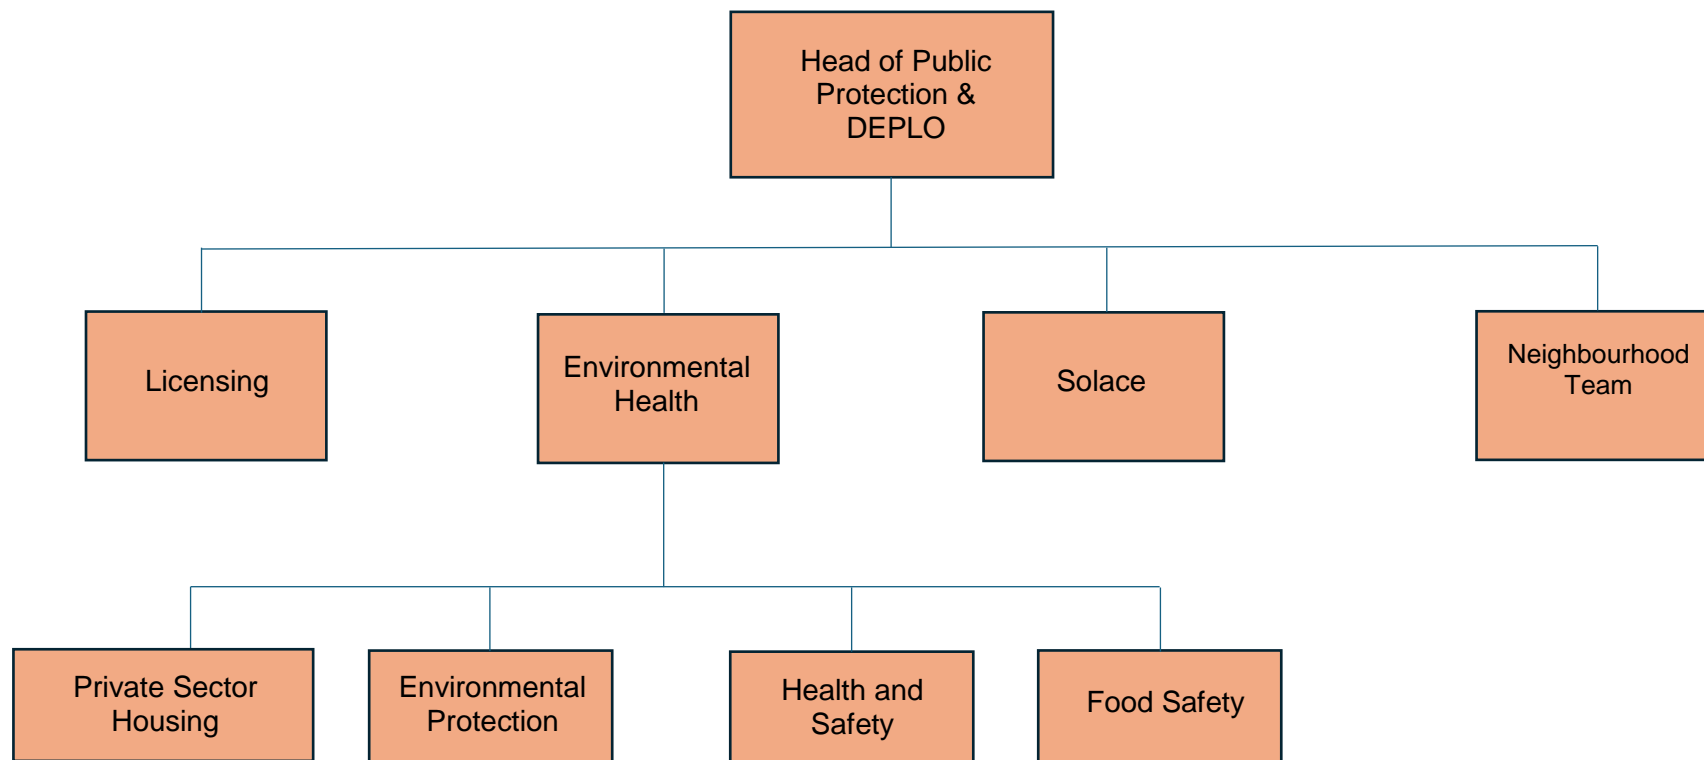 Head of Public
Protection &
DEPLO
Licensing
Environmental
Health
Solace
Neighbourhood
Team
Private Sector
Housing
Environmental
Protection
Health and
Safety
Food Safety